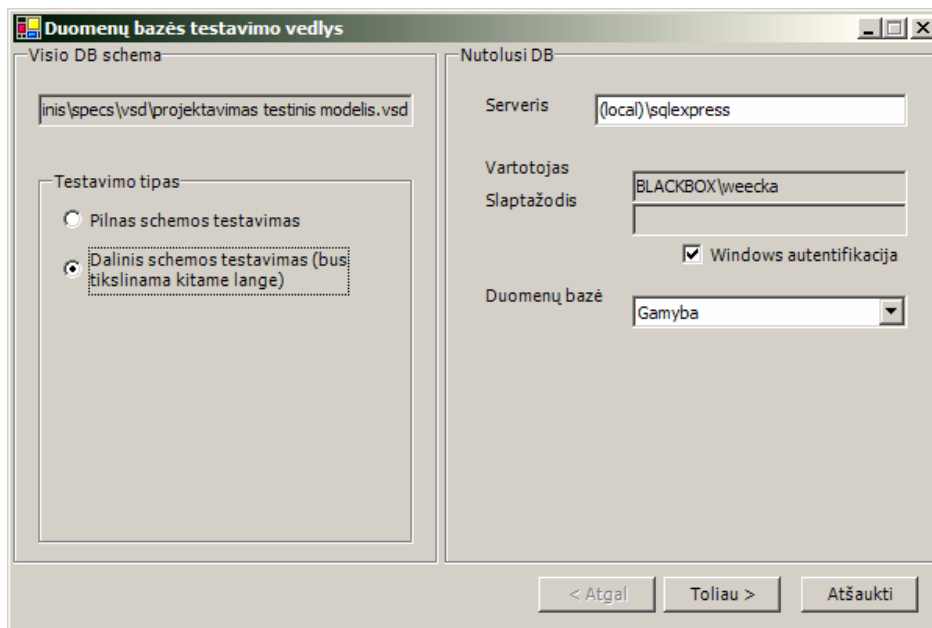 Duomenų bazės testavimo vedlys
Visio DB schema
inis\specs\vsd\projektavimas testinis modelis.vsd
Testavimo tipas
Pilnas schemos testavimas
Dalinis schemos testavimas (bus
tikslinama kitame lange)
Nutolusi DB
Serveris
(local)\sqlexpress
Vartotojas
BLACKBOX\weecka
Slaptažodis
Windows autentifikacija
Duomenų bazė
Gamyba
< Atgal
Toliau >
Atšaukti